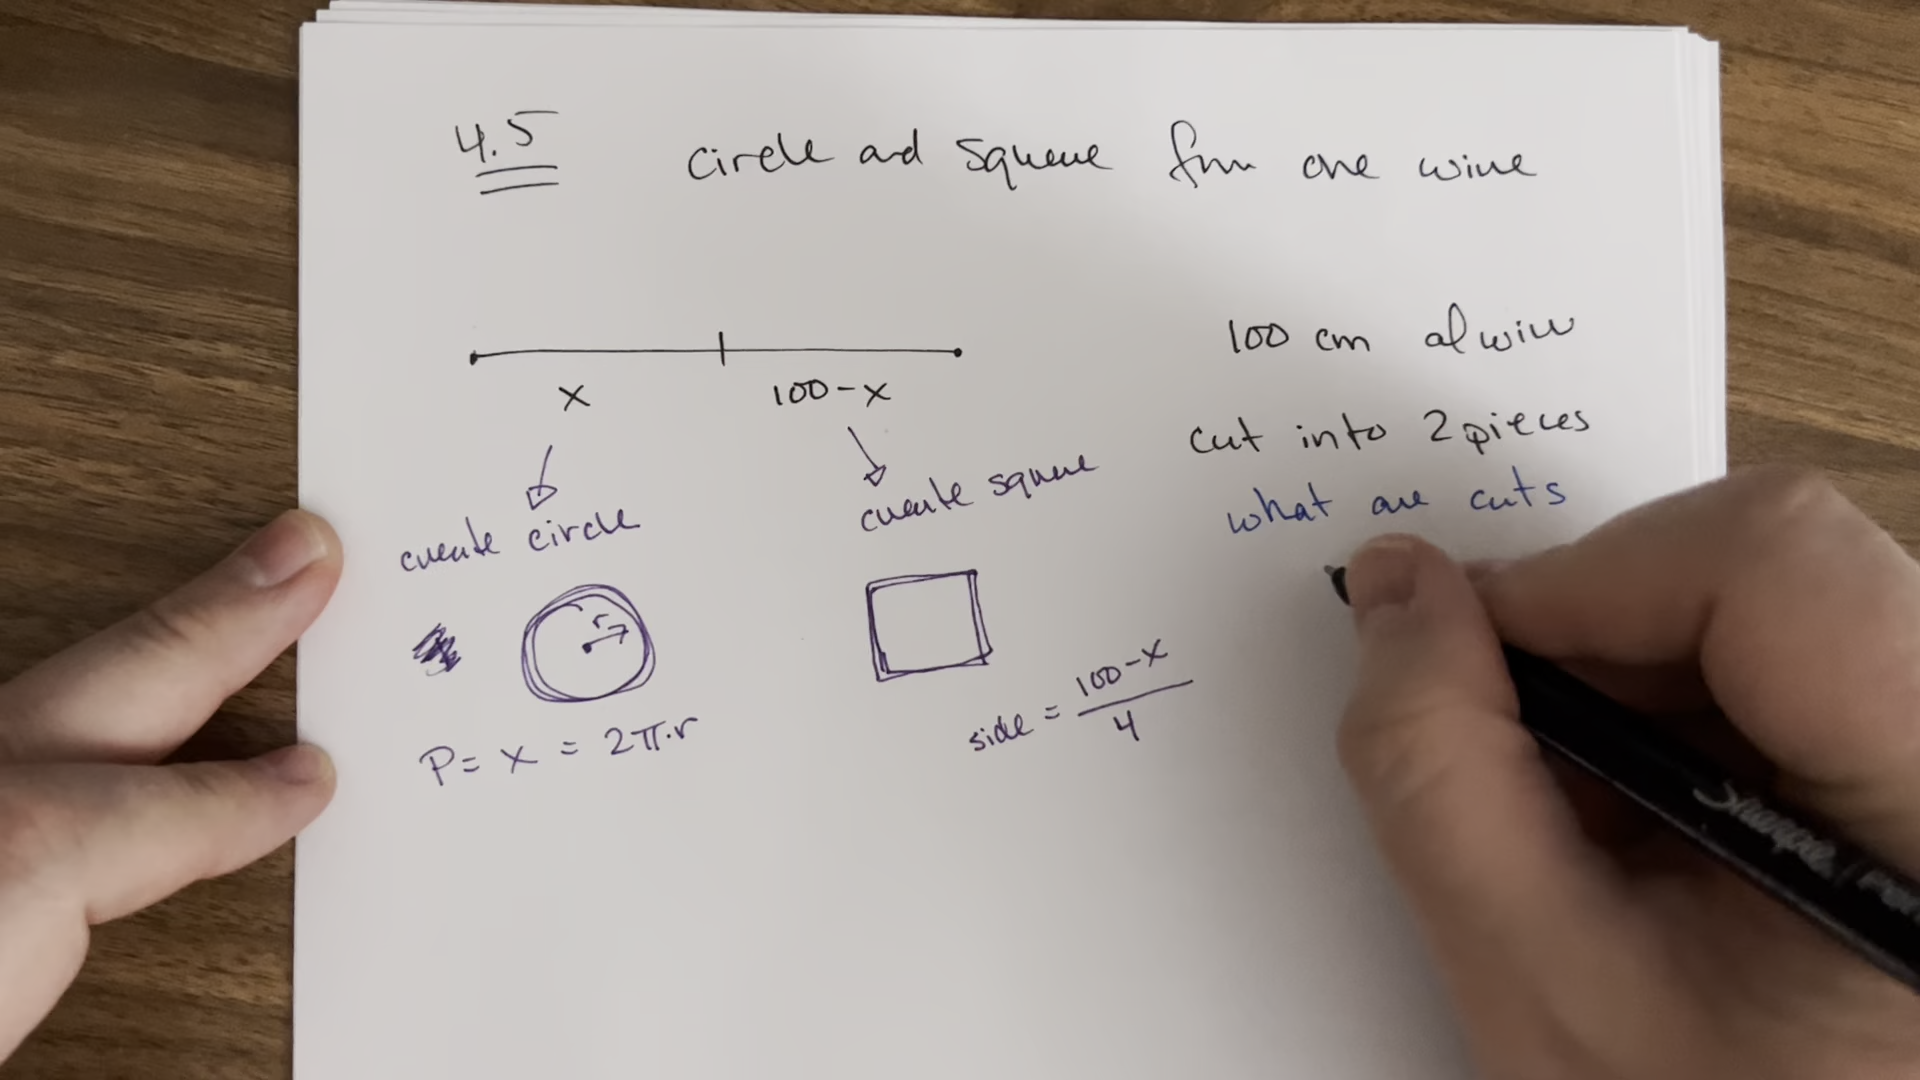 4.5 circle and square from one wire
100 cm of wire
x 100-x
cut into 2 pieces
create circle create square
what are cuts
r
P = x = 2π·r
side = 100-x / 4
Sharpie Pen